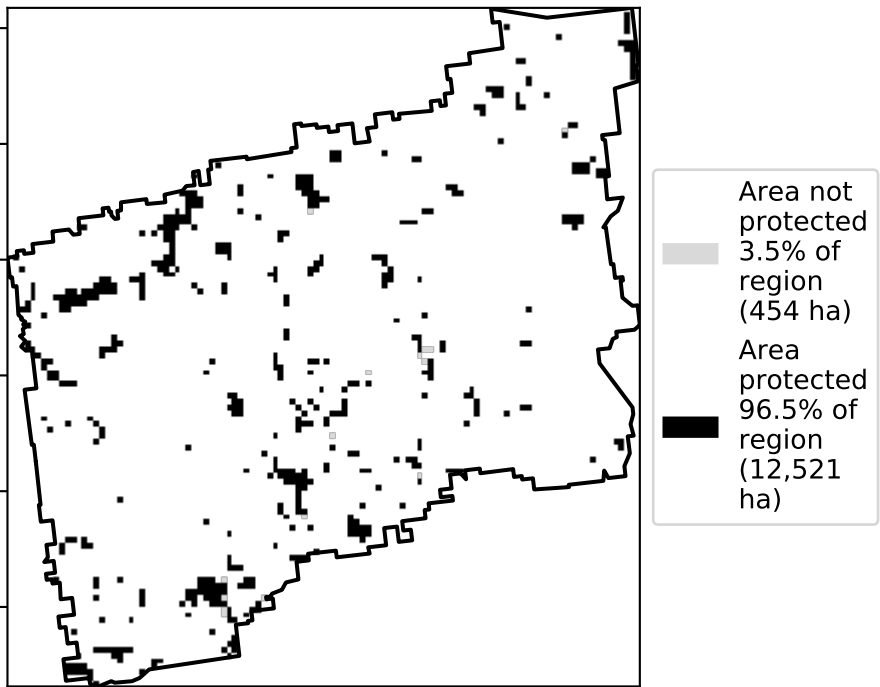 Area not
protected
3.5% of
region
(454 ha)
Area
protected
96.5% of
region
(12,521
ha)